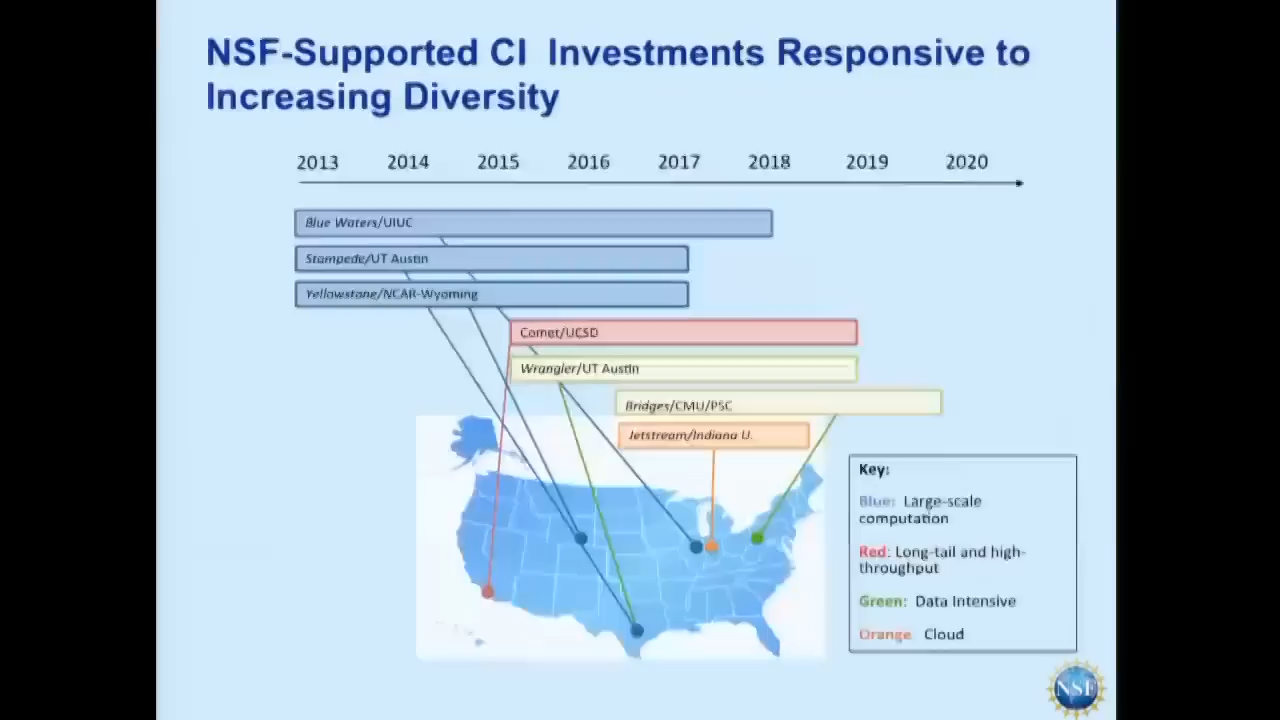 NSF-Supported CI Investments Responsive to
Increasing Diversity
2013 2014 2015 2016 2017 2018 2019 2020
Blue Waters/UIUC
Stampede/UT Austin
Yellowstone/NCAR-Wyoming
Comet/UCSD
Wrangler/UT Austin
Bridges/CMU/PSC
Jetstream/Indiana U.
Key:
Blue: Large-scale
computation
Red: Long-tail and high-
throughput
Green: Data Intensive
Orange Cloud
NSF